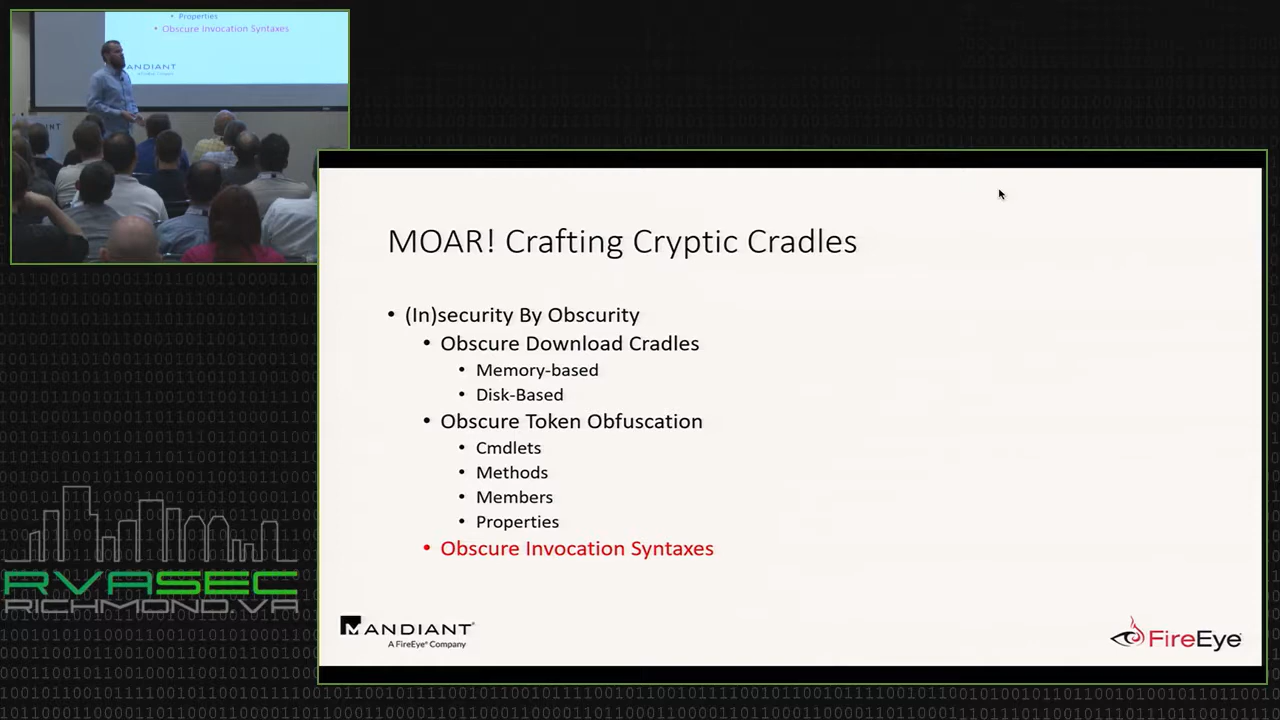 Properties
• Obscure Invocation Syntaxes
ANDIANT
MOAR! Crafting Cryptic Cradles
• (In)security By Obscurity
• Obscure Download Cradles
• Memory-based
• Disk-Based
• Obscure Token Obfuscation
• Cmdlets
• Methods
• Members
• Properties
• Obscure Invocation Syntaxes
MANDIANT®
A FireEye® Company
FireEye
RVASEC
RICHMOND.VA